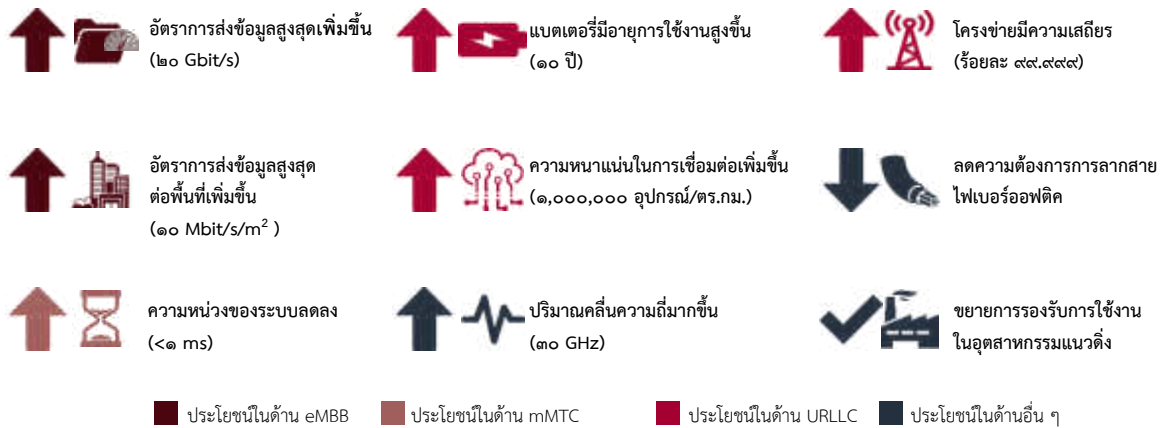 อัตราการส่งข้อมูลสูงสุดเพิ่มขึ้น
(๒๐ Gbit/s)
แบตเตอรี่มีอายุการใช้งานสูงขึ้น
(๑๐ ปี)
โครงข่ายมีความเสถียร
(ร้อยละ ๙๙.๙๙๙)
อัตราการส่งข้อมูลสูงสุด
ต่อพื้นที่เพิ่มขึ้น
(๑๐ Mbit/s/m²)
ความหนาแน่นในการเชื่อมต่อเพิ่มขึ้น
(๑,๐๐๐,๐๐๐ อุปกรณ์/ตร.กม.)
ลดความต้องการการลากสาย
ไฟเบอร์ออฟติค
ความหน่วงของระบบลดลง
(<๑ ms)
ปริมาณคลื่นความถี่มากขึ้น
(๓๐ GHz)
ขยายการรองรับการใช้งาน
ในอุตสาหกรรมแนวดิ่ง
ประโยชน์ในด้าน eMBB
ประโยชน์ในด้าน mMTC
ประโยชน์ในด้าน URLLC
ประโยชน์ในด้านอื่น ๆ